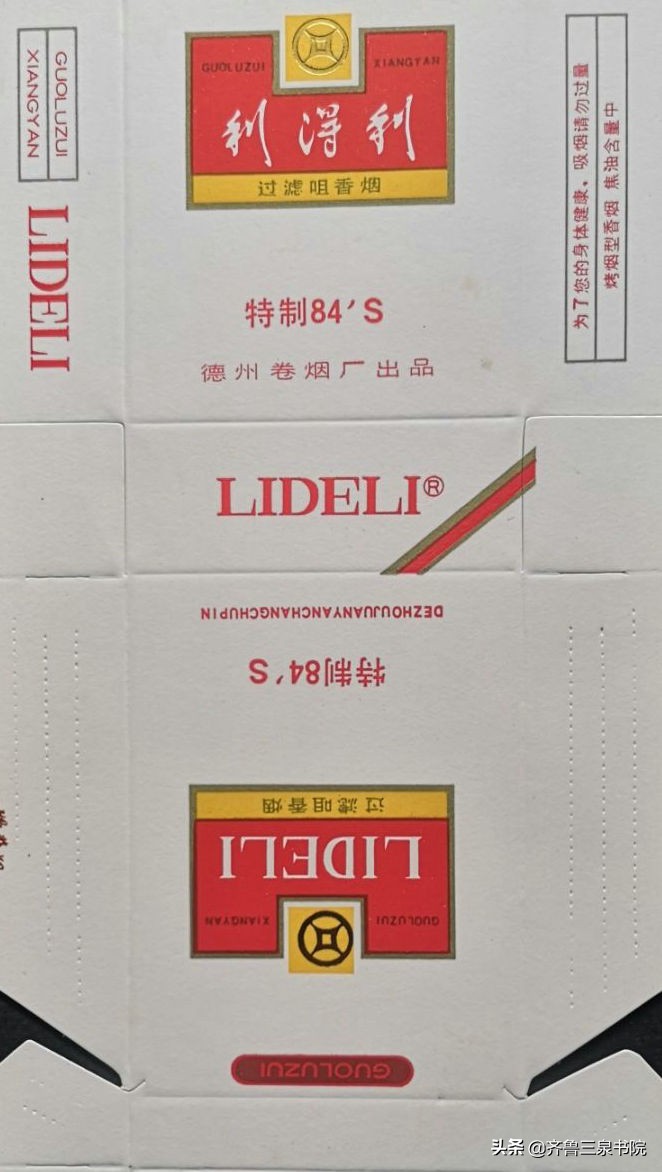 GUOLUZUI
XIANGYAN
LIDELI
GUOLUZUI
XIANGYAN
利得利
过滤咀香烟
特制84'S
德州卷烟厂出品
为了您的身体健康，吸烟请勿过量
烤烟型香烟 焦油含量中
LIDELI®
DEZHOUJUANYANCHANGCHUPIN
特制84'S
过滤咀香烟
LIDELI
GUOLUZUI
XIANGYAN
GUOLUZUI
头条 @齐鲁三泉书院